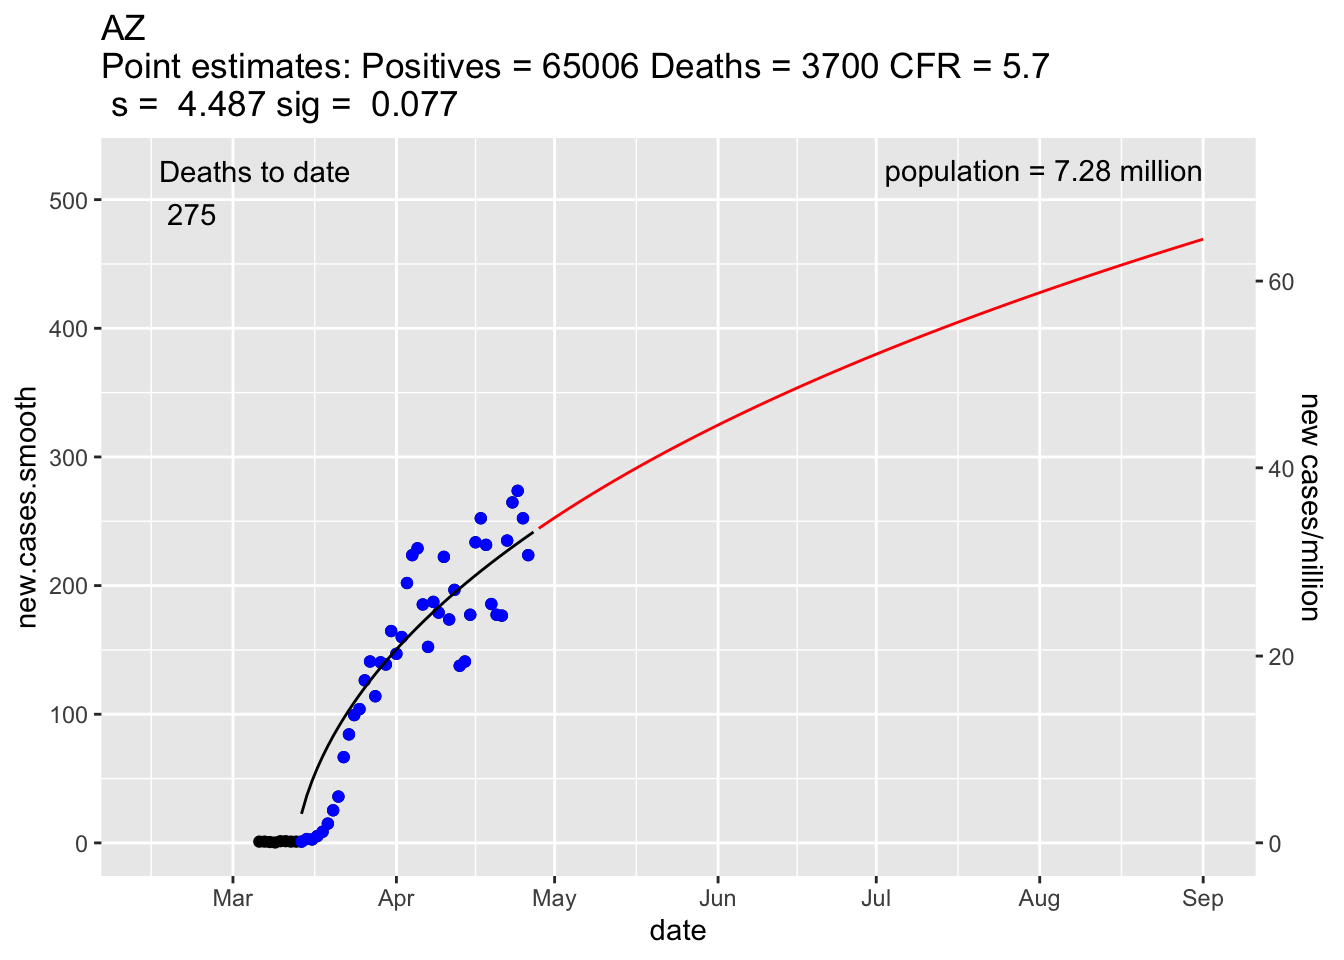 AZ
Point estimates: Positives = 65006 Deaths = 3700 CFR = 5.7
s =  4.487 sig =  0.077
Deaths to date
275
population = 7.28 million
500
400
300
200
100
0
new.cases.smooth
60
40
20
0
new cases/million
Mar Apr May Jun Jul Aug Sep
date